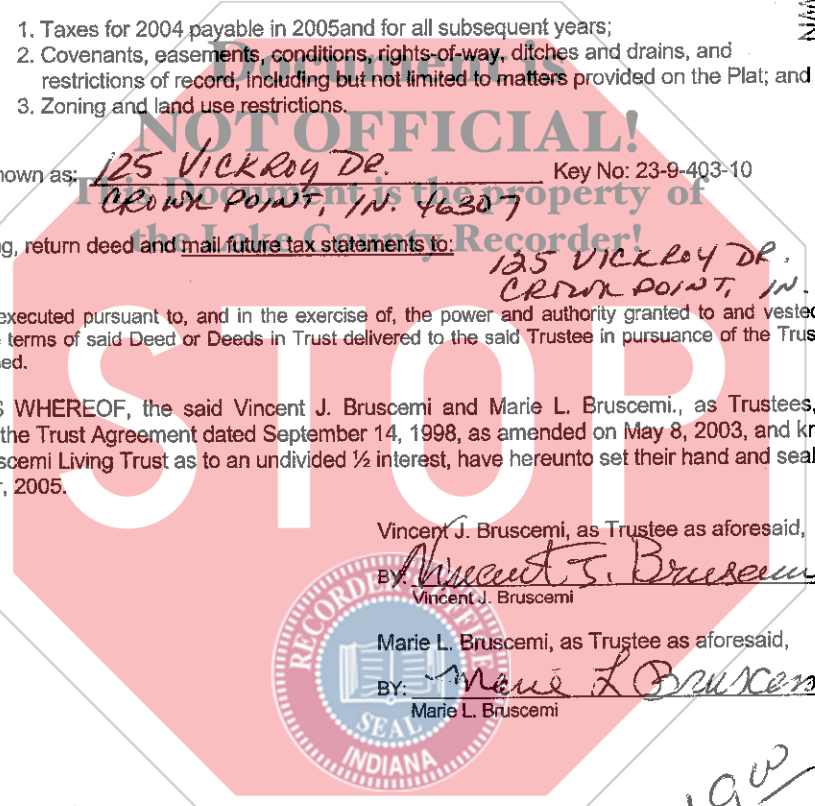 1. Taxes for 2004 payable in 2005and for all subsequent years;
2. Covenants, easements, conditions, rights-of-way, ditches and drains, and
restrictions of record, including but not limited to matters provided on the Plat; and
3. Zoning and land use restrictions.
Document is
NOT OFFICIAL!
This Document is the property of
the Lake County Recorder!
STOP
nown as: 125 VICKROY DR. Key No: 23-9-403-10
CROWN POINT, IN. 46307
g, return deed and mail future tax statements to:
125 VICKROY DR.
CROWN POINT, IN.
executed pursuant to, and in the exercise of, the power and authority granted to and vested
terms of said Deed or Deeds in Trust delivered to the said Trustee in pursuance of the Trus
ed.
S WHEREOF, the said Vincent J. Bruscemi and Marie L. Bruscemi., as Trustees,
the Trust Agreement dated September 14, 1998, as amended on May 8, 2003, and kn
scemi Living Trust as to an undivided ½ interest, have hereunto set their hand and seal
r, 2005.
Vincent J. Bruscemi, as Trustee as aforesaid,
BY: Vincent J. Bruscemi
Vincent J. Bruscemi
Marie L. Bruscemi, as Trustee as aforesaid,
BY: Marie L Bruscem
Marie L. Bruscemi
RECORDER'S OFFICE
SEAL
INDIANA